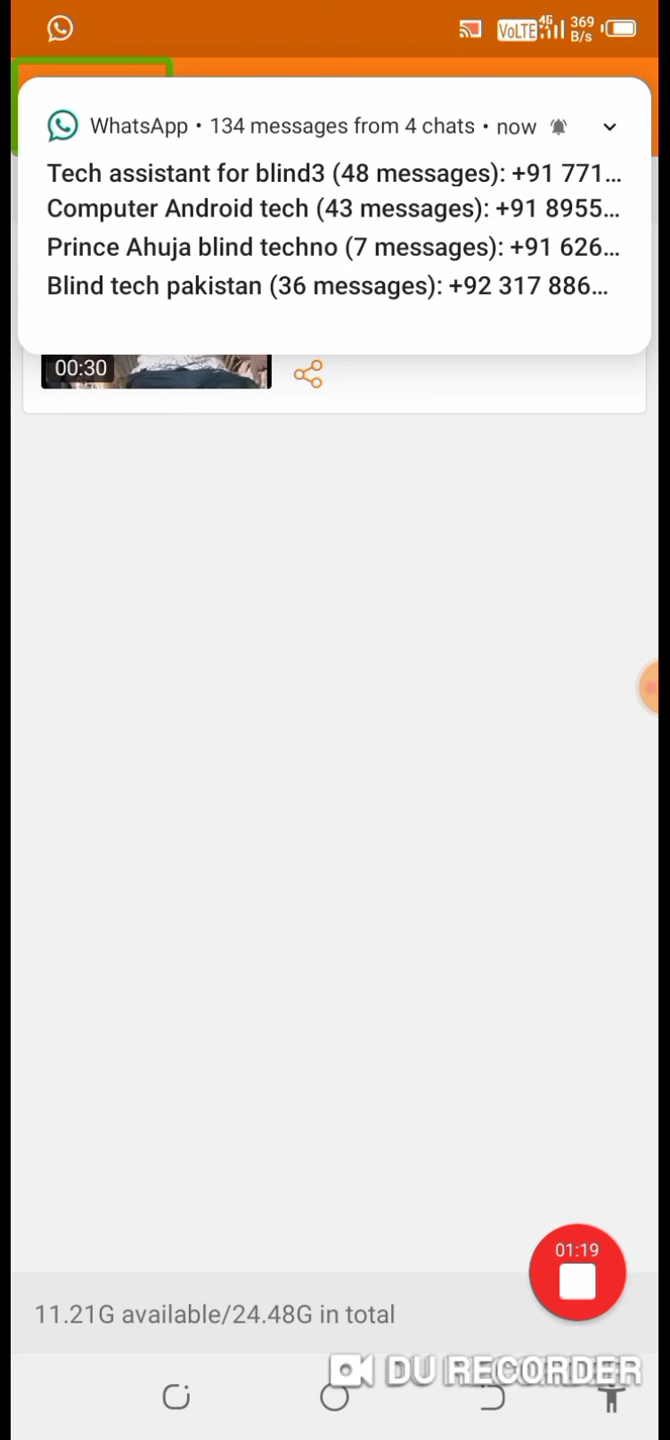 VoLTE 4G 369 B/s
WhatsApp • 134 messages from 4 chats • now
Tech assistant for blind3 (48 messages): +91 771...
Computer Android tech (43 messages): +91 8955...
Prince Ahuja blind techno (7 messages): +91 626...
Blind tech pakistan (36 messages): +92 317 886...
00:30
01:19
11.21G available/24.48G in total
DU RECORDER